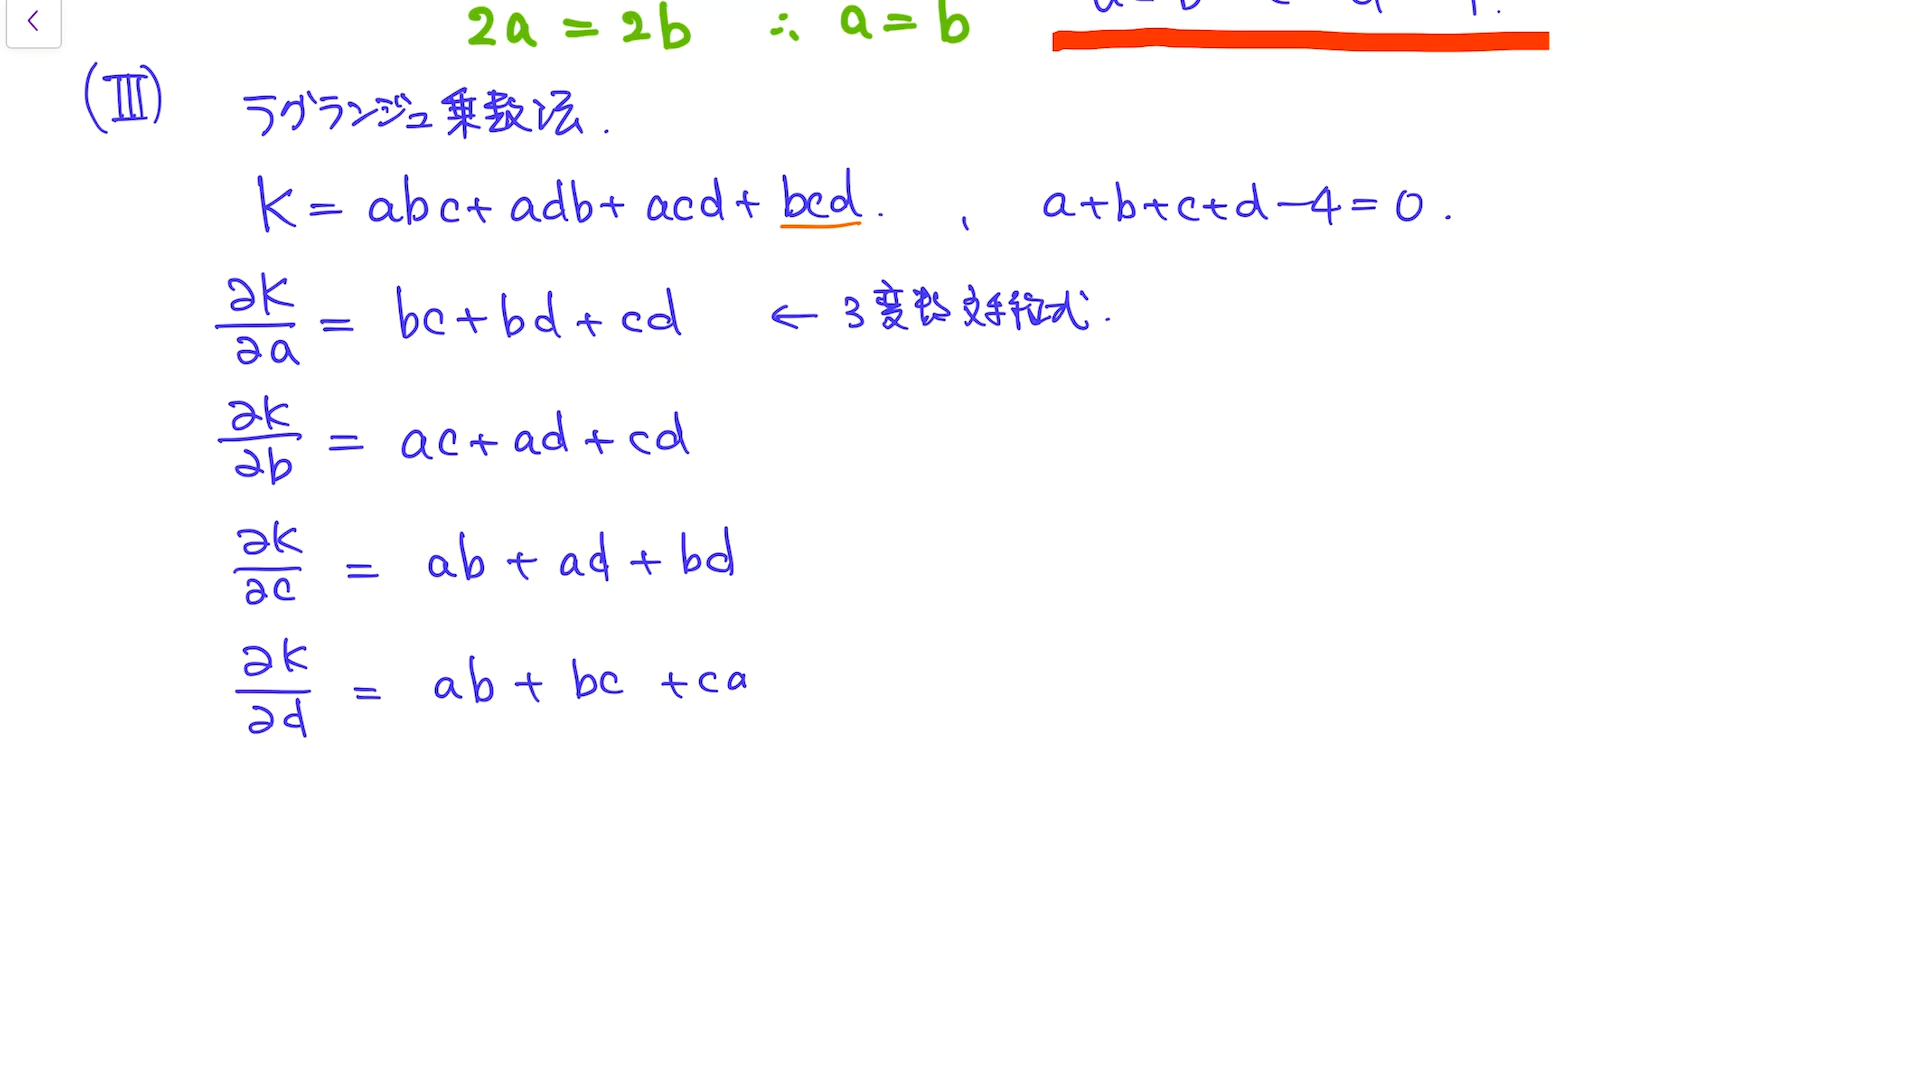 2a = 2b ∴ a = b
(III) ラグランジュ乗数法.
K = abc + adb + acd + bcd. , a+b+c+d-4=0.
∂K/∂a = bc + bd + cd ← 3変数対称式.
∂K/∂b = ac + ad + cd
∂K/∂c = ab + ad + bd
∂K/∂d = ab + bc + ca